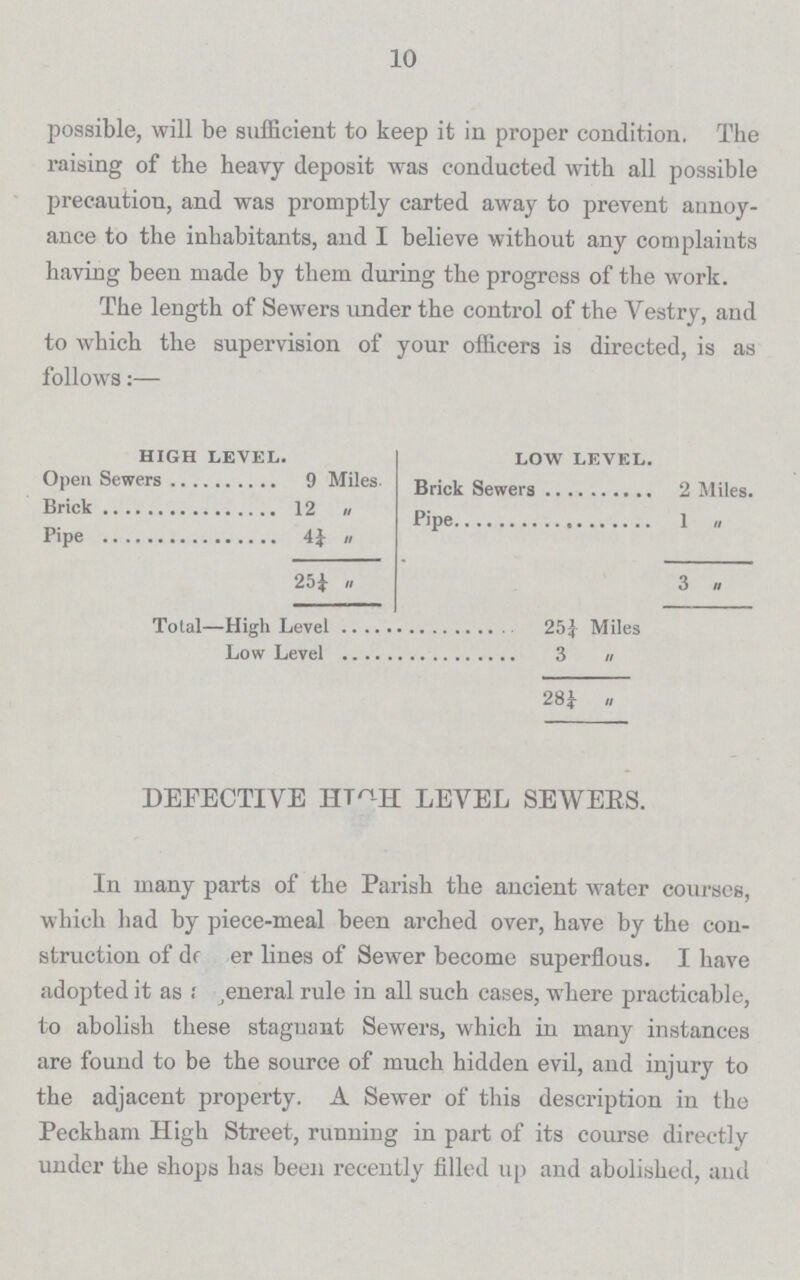 10
possible, will be sufficient to keep it in proper condition. The
raising of the heavy deposit was conducted with all possible
precaution, and was promptly carted away to prevent annoy-
ance to the inhabitants, and I believe without any complaints
having been made by them during the progress of the work.
The length of Sewers under the control of the Vestry, and
to which the supervision of your officers is directed, is as
follows:—
HIGH LEVEL.
Open Sewers .......... 9 Miles.
Brick ................ 12 „
Pipe ................ 4¼ „
25¼ „
LOW LEVEL.
Brick Sewers .......... 2 Miles.
Pipe.................. 1 „
3 „
Total—High Level ................ 25¼ Miles
Low Level ................ 3 „
28¼ „
DEFECTIVE HIGH LEVEL SEWERS.
In many parts of the Parish the ancient water courses,
which had by piece-meal been arched over, have by the con-
struction of er lines of Sewer become superflous. I have
adopted it as eneral rule in all such cases, where practicable,
to abolish these stagnant Sewers, which in many instances
are found to be the source of much hidden evil, and injury to
the adjacent property. A Sewer of this description in the
Peckham High Street, running in part of its course directly
under the shops has been recently filled up and abolished, and